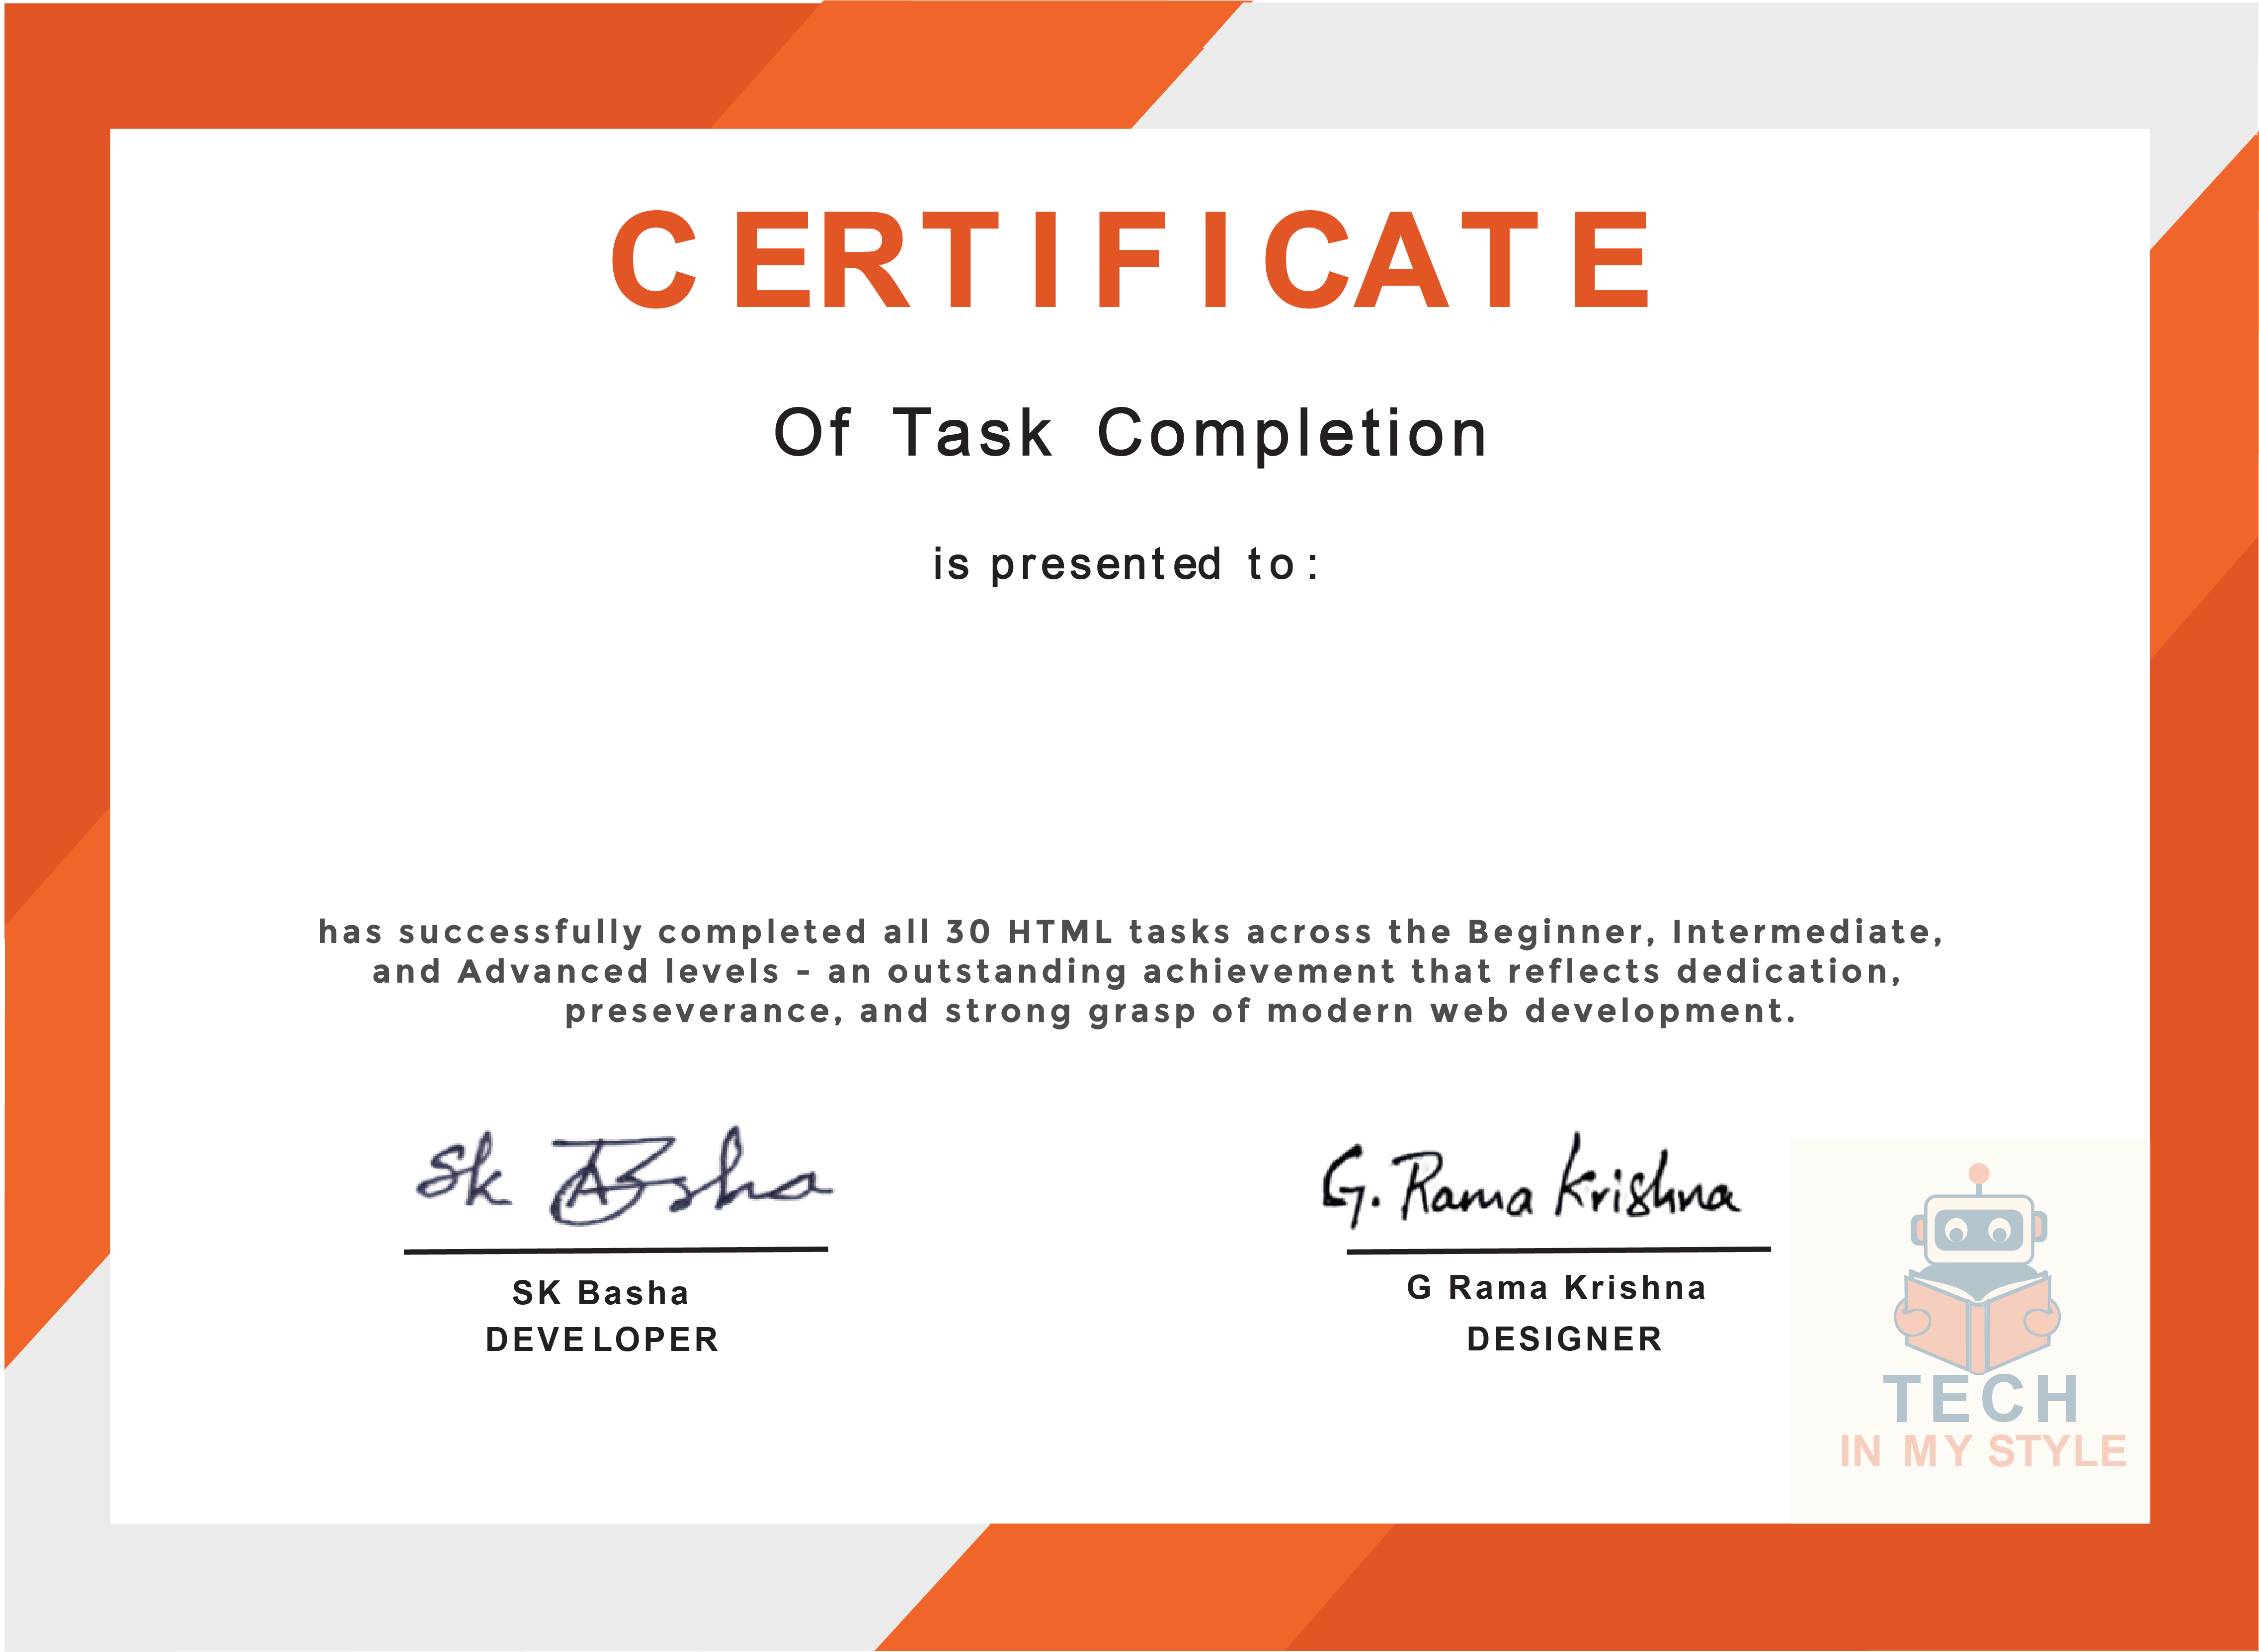 CERTIFICATE
Of Task Completion
is presented to:
has successfully completed all 30 HTML tasks across the Beginner, Intermediate,
and Advanced levels - an outstanding achievement that reflects dedication,
preseverance, and strong grasp of modern web development.
Sk Basha
G. Rama Krishna
SK Basha
DEVELOPER
G Rama Krishna
DESIGNER
TECH
IN MY STYLE